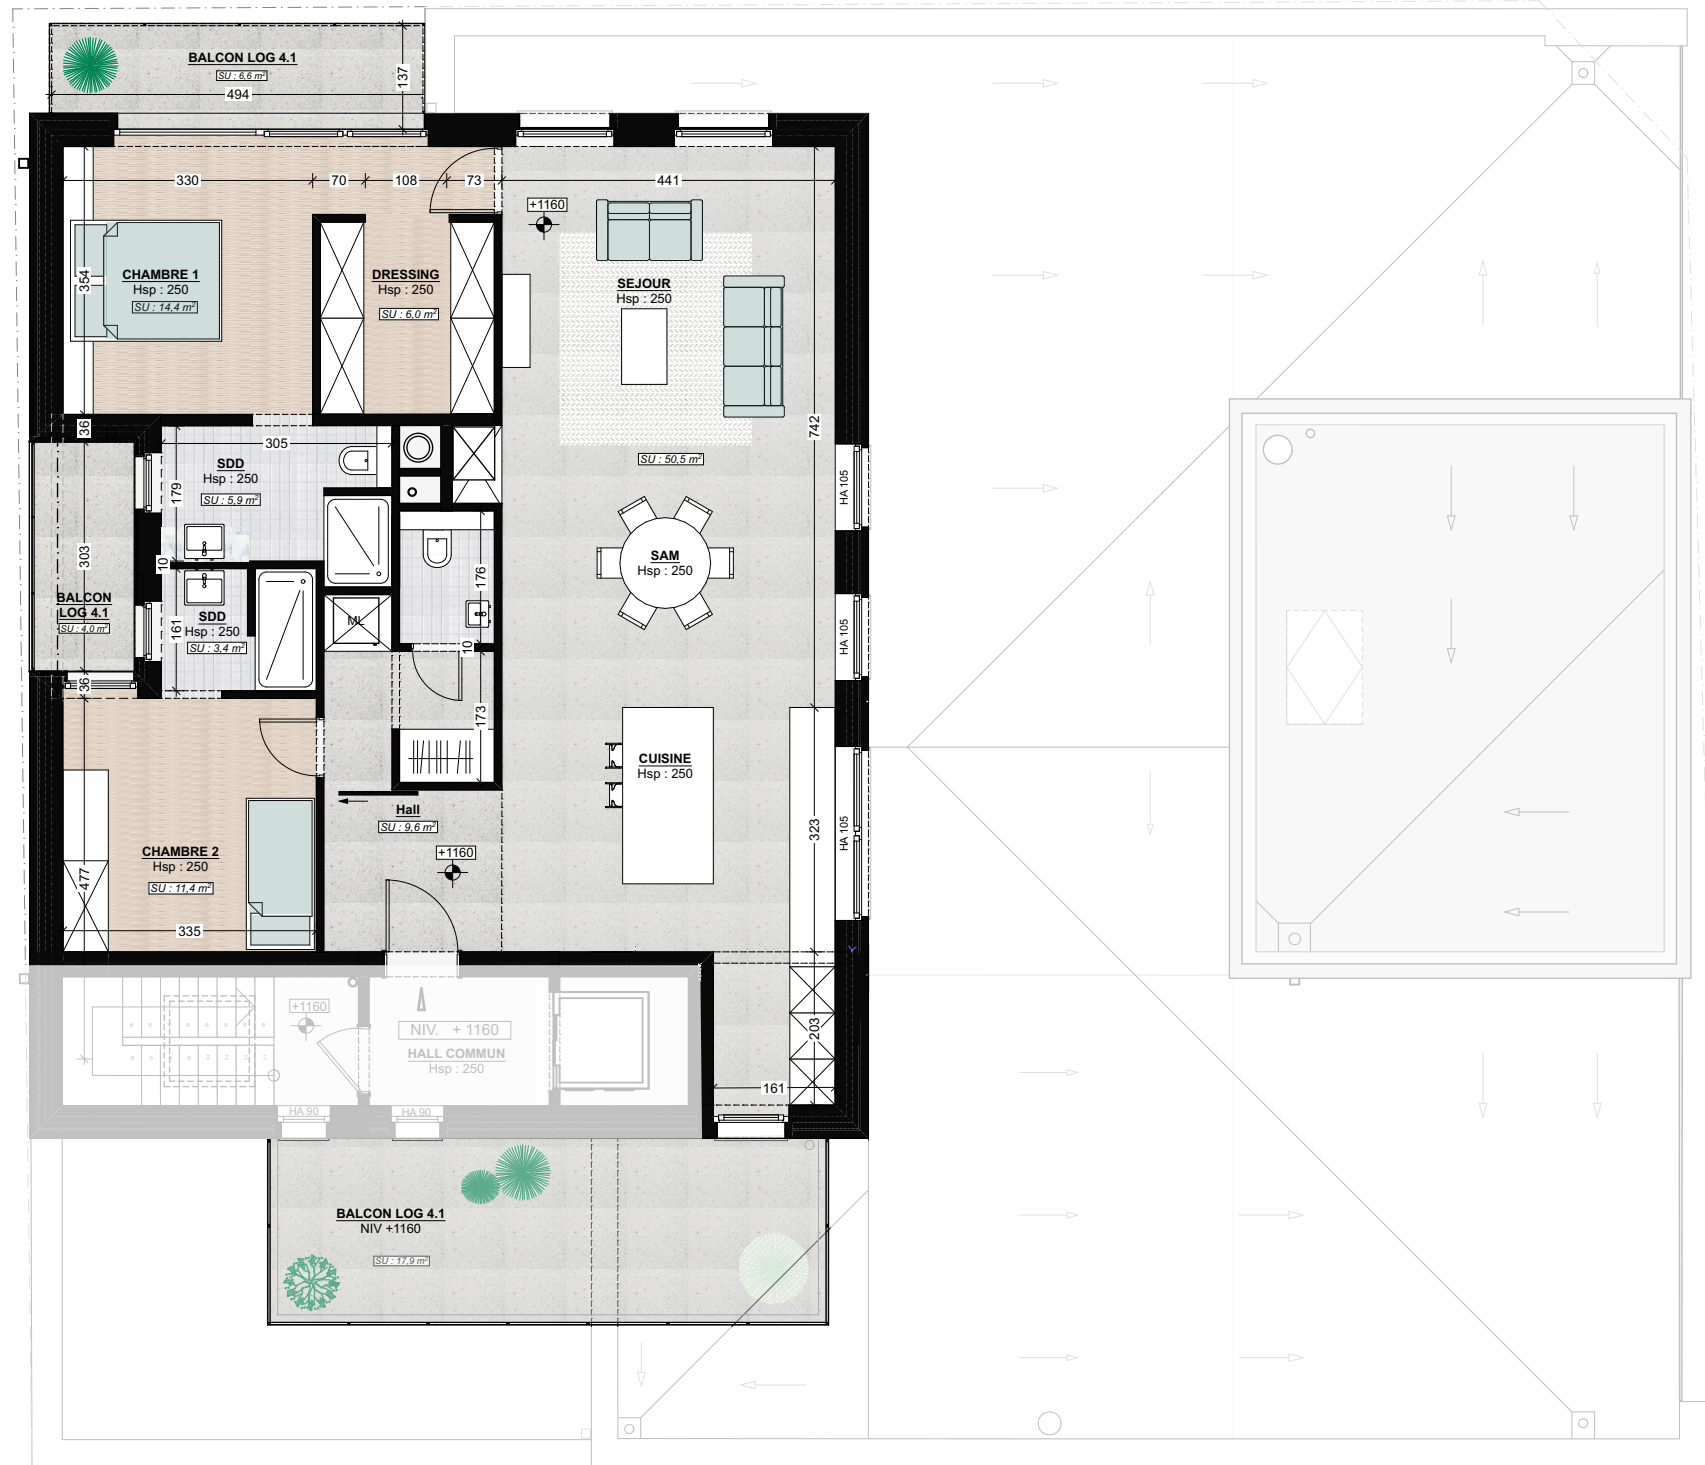 BALCON LOG 4.1
SU : 6,6 m²
494
137
330
70
108
73
441
+1160
354
CHAMBRE 1
Hsp : 250
SU : 14,4 m²
DRESSING
Hsp : 250
SU : 6,0 m²
SEJOUR
Hsp : 250
742
36
305
SDD
Hsp : 250
SU : 5,9 m²
179
SU : 50,5 m²
HA 105
303
10
SAM
Hsp : 250
176
BALCON
LOG 4.1
SU : 4,0 m²
161
SDD
Hsp : 250
SU : 3,4 m²
ML
10
HA 105
36
173
CUISINE
Hsp : 250
Hall
SU : 9,6 m²
323
HA 105
CHAMBRE 2
Hsp : 250
SU : 11,4 m²
477
+1160
335
+1160
NIV. + 1160
HALL COMMUN
Hsp : 250
203
161
HA 90
HA 90
BALCON LOG 4.1
NIV +1160
SU : 17,9 m²